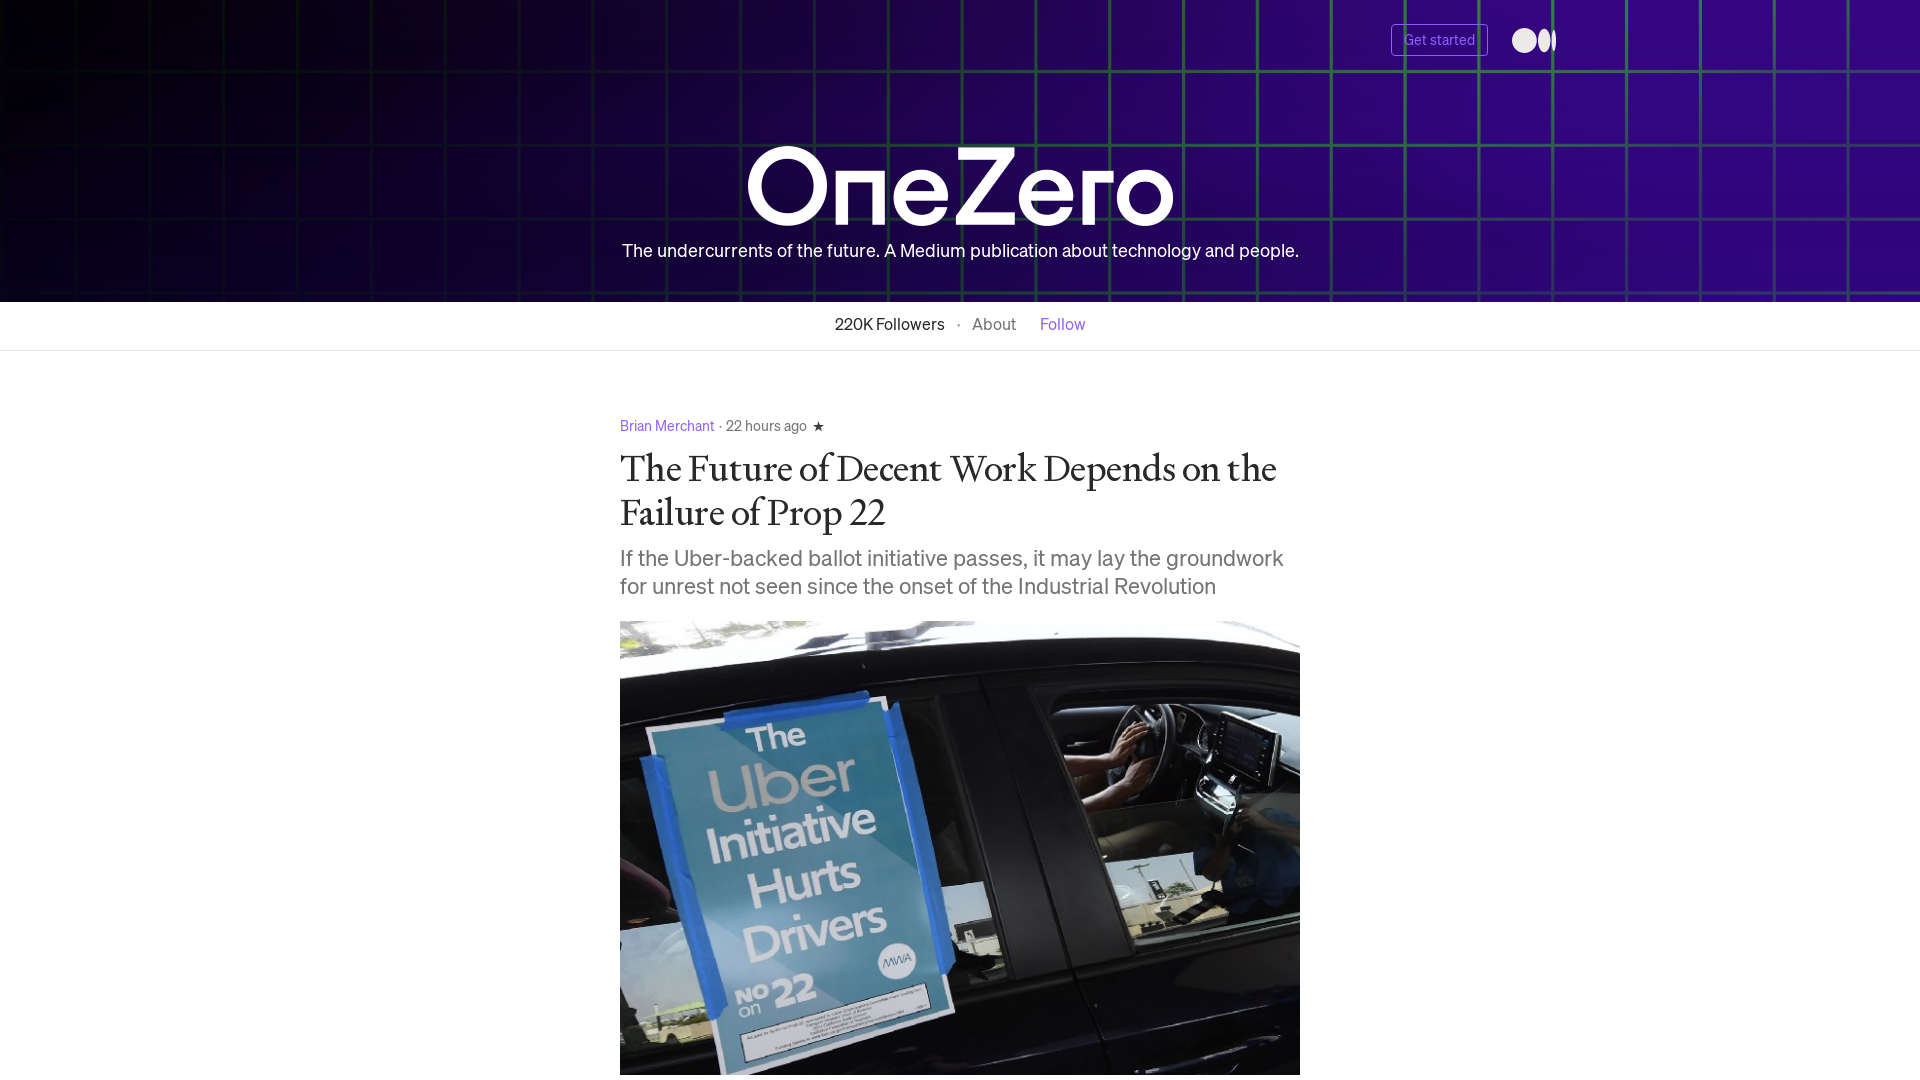 Get started
OneZero
The undercurrents of the future. A Medium publication about technology and people.
220K Followers · About Follow
Brian Merchant · 22 hours ago ★
The Future of Decent Work Depends on the
Failure of Prop 22
If the Uber-backed ballot initiative passes, it may lay the groundwork
for unrest not seen since the onset of the Industrial Revolution
The
Uber
Initiative
Hurts
Drivers
MWA
NO
on 22